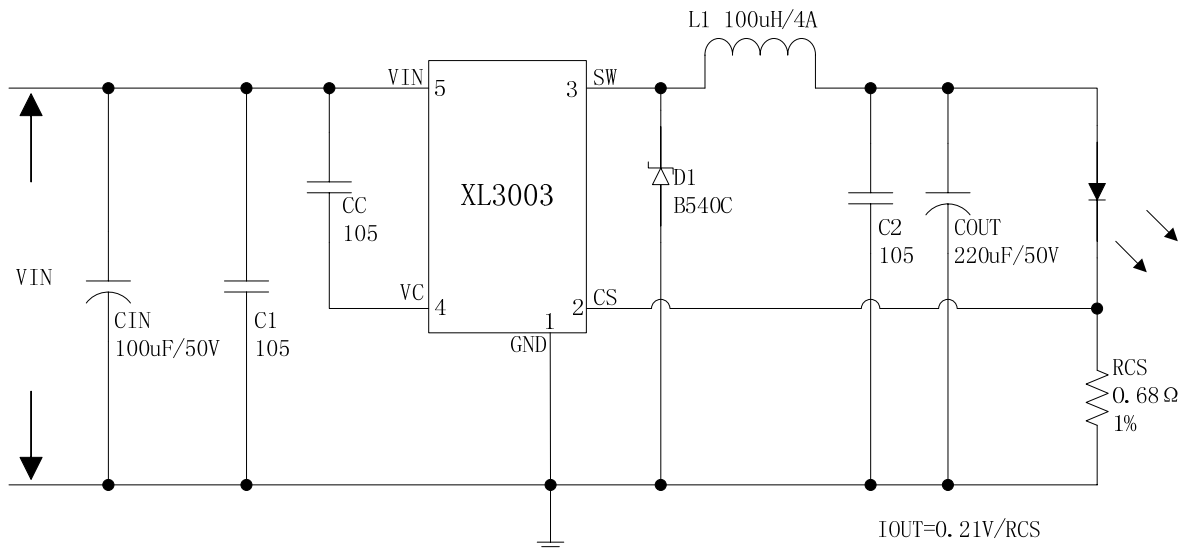 L1 100uH/4A
VIN
5
3
SW
CC
105
XL3003
D1
B540C
C2
105
COUT
220uF/50V
VIN
VC
4
2
CS
1
GND
CIN
100uF/50V
C1
105
RCS
0.68Ω
1%
IOUT=0.21V/RCS